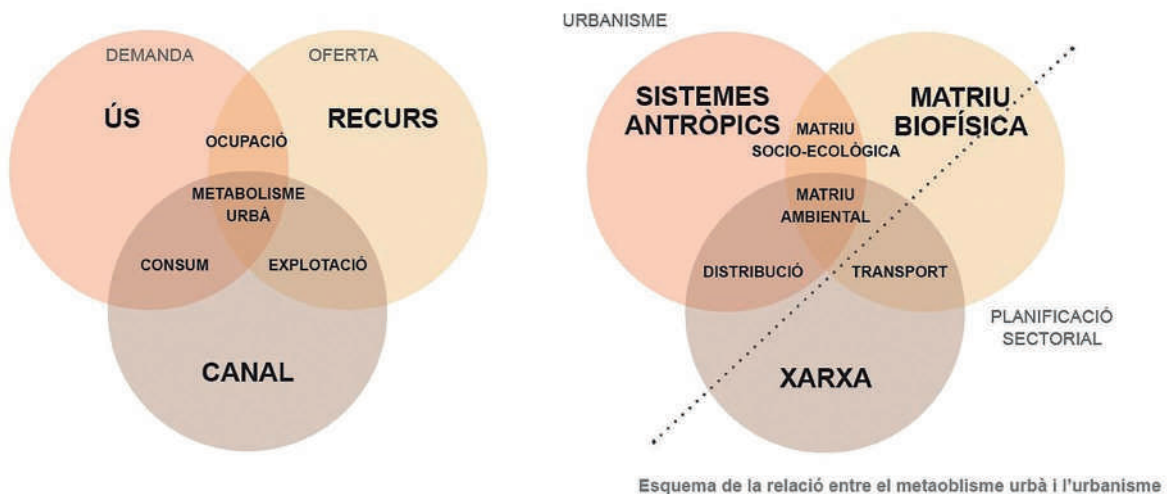 DEMANDA
OFERTA
ÚS
RECURS
OCUPACIÓ
METABOLISME
URBÀ
CONSUM
EXPLOTACIÓ
CANAL
URBANISME
SISTEMES
ANTRÒPICS
MATRIU
BIOFÍSICA
MATRIU
SOCIO-ECOLÓGICA
MATRIU
AMBIENTAL
DISTRIBUCIÓ
TRANSPORT
PLANIFICACIÓ
SECTORIAL
XARXA
Esquema de la relació entre el metaoblisme urbà i l'urbanisme